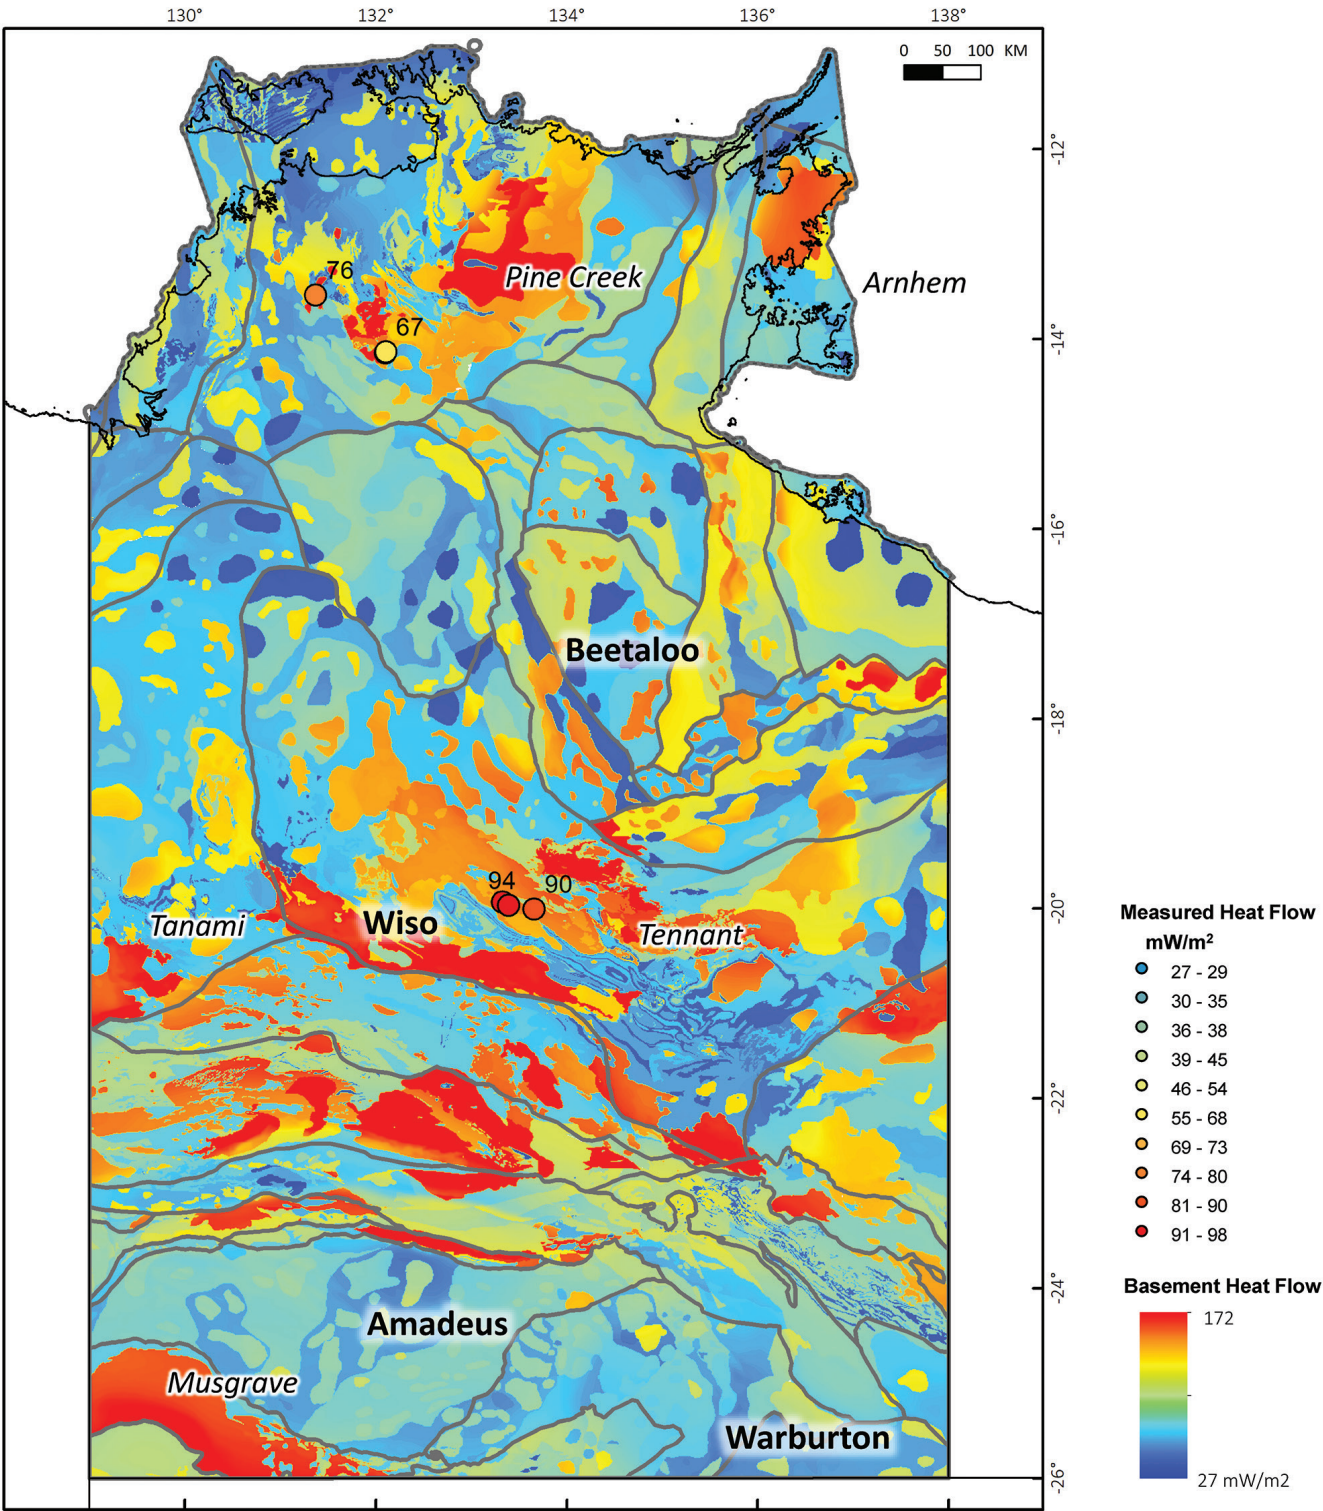 130° 132° 134° 136° 138°
0 50 100 KM
-12°
76
Pine Creek
Arnhem
67
-14°
-16°
Beetaloo
-18°
94 90
-20°
Tanami
Wiso
Tennant
-22°
-24°
Amadeus
Musgrave
Warburton
-26°
Measured Heat Flow
mW/m²
27 - 29
30 - 35
36 - 38
39 - 45
46 - 54
55 - 68
69 - 73
74 - 80
81 - 90
91 - 98
Basement Heat Flow
172
27 mW/m2